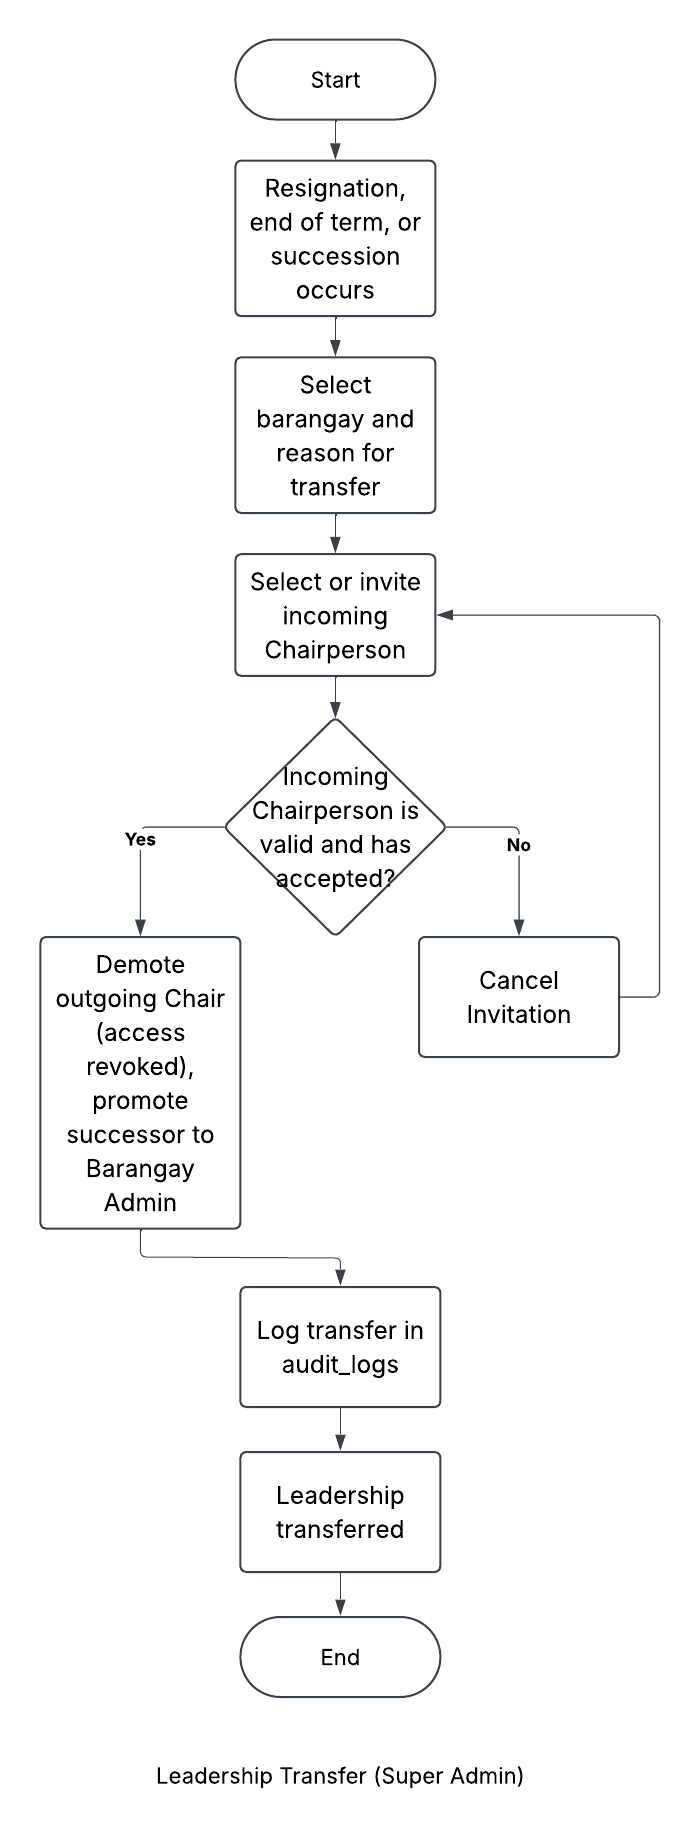 Start
Resignation,
end of term, or
succession
occurs
Select
barangay and
reason for
transfer
Select or invite
incoming
Chairperson
Incoming
Chairperson is
valid and has
accepted?
Yes
No
Demote
outgoing Chair
(access
revoked),
promote
successor to
Barangay
Admin
Cancel
Invitation
Log transfer in
audit_logs
Leadership
transferred
End
Leadership Transfer (Super Admin)